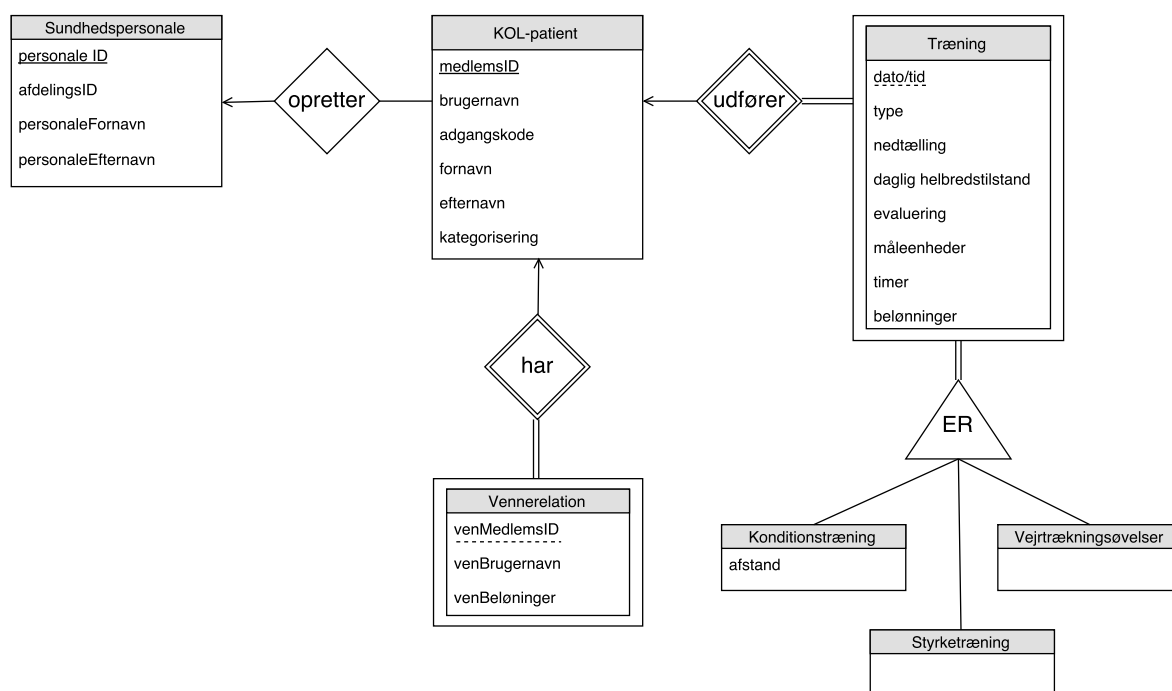 Sundhedspersonale
personale ID
afdelingsID
personaleFornavn
personaleEfternavn
opretter
KOL-patient
medlemsID
brugernavn
adgangskode
fornavn
efternavn
kategorisering
udfører
Træning
dato/tid
type
nedtælling
daglig helbredstilstand
evaluering
måleenheder
timer
belønninger
har
Vennerelation
venMedlemsID
venBrugernavn
venBeløninger
ER
Konditionstræning
afstand
Vejrtrækningsøvelser
Styrketræning